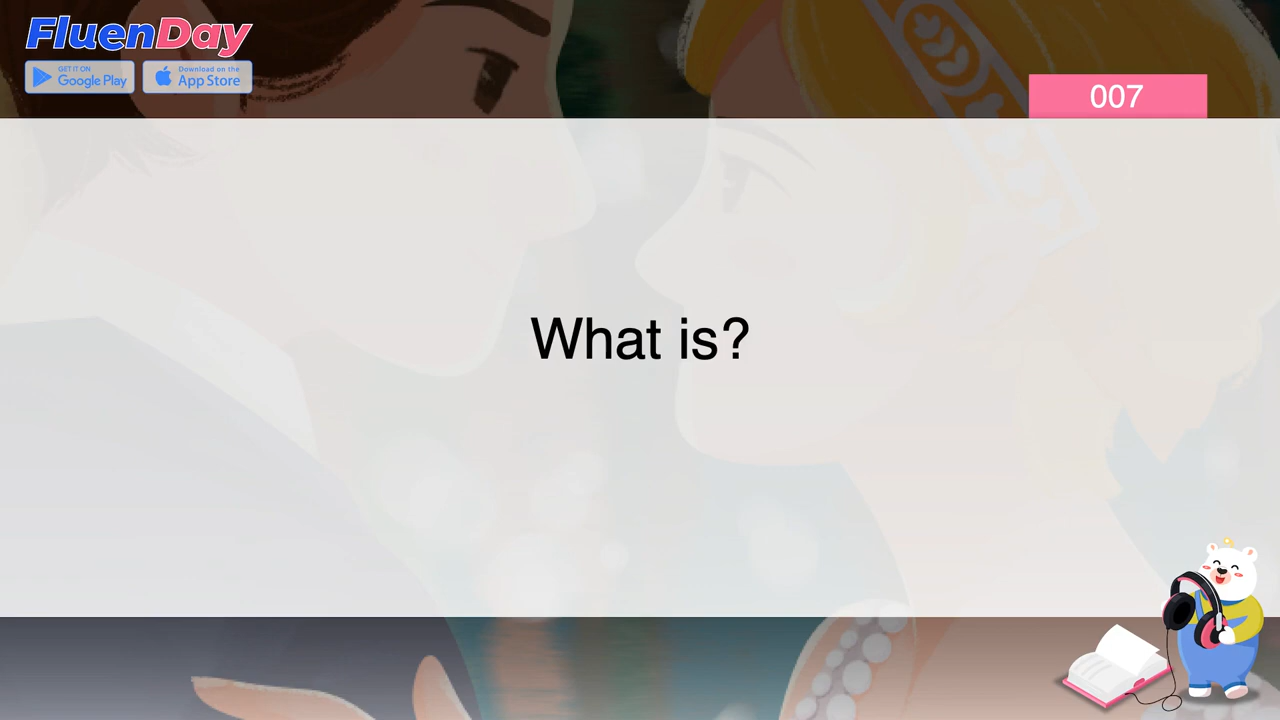 FluenDay
GET IT ON
Google Play
Download on the
App Store
007
What is?